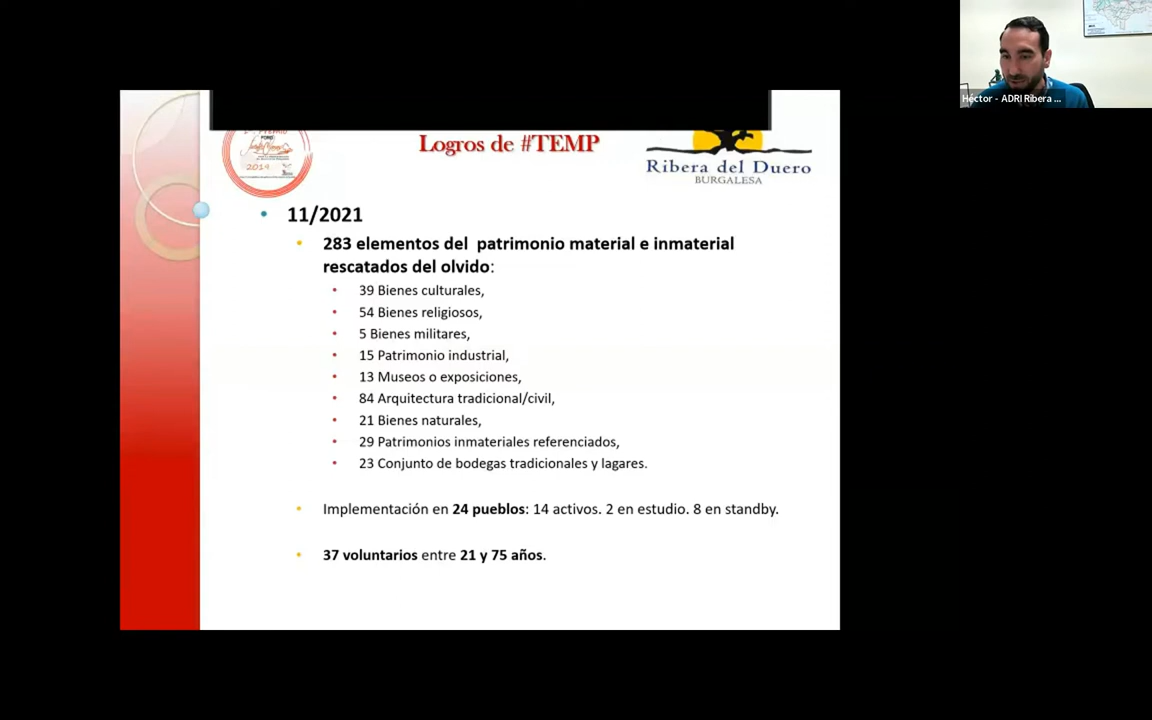 Héctor - ADRI Ribera ...
Logros de #TEMP
2019
Ribera del Duero
BURGALESA
11/2021
283 elementos del patrimonio material e inmaterial
rescatados del olvido:
39 Bienes culturales,
54 Bienes religiosos,
5 Bienes militares,
15 Patrimonio industrial,
13 Museos o exposiciones,
84 Arquitectura tradicional/civil,
21 Bienes naturales,
29 Patrimonios inmateriales referenciados,
23 Conjunto de bodegas tradicionales y lagares.
Implementación en 24 pueblos: 14 activos. 2 en estudio. 8 en standby.
37 voluntarios entre 21 y 75 años.